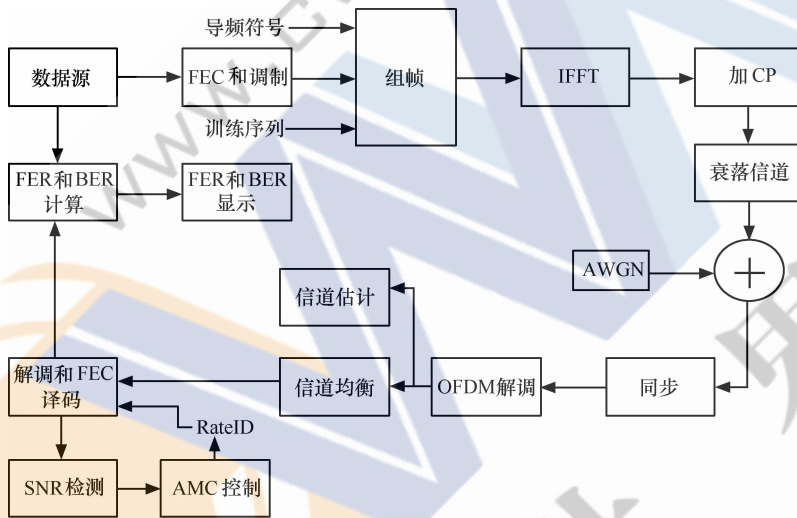 导频符号
数据源
FEC和调制
组帧
IFFT
加CP
训练序列
FER和BER
计算
FER和BER
显示
衰落信道
AWGN
信道估计
解调和FEC
译码
信道均衡
OFDM解调
同步
RateID
SNR检测
AMC控制